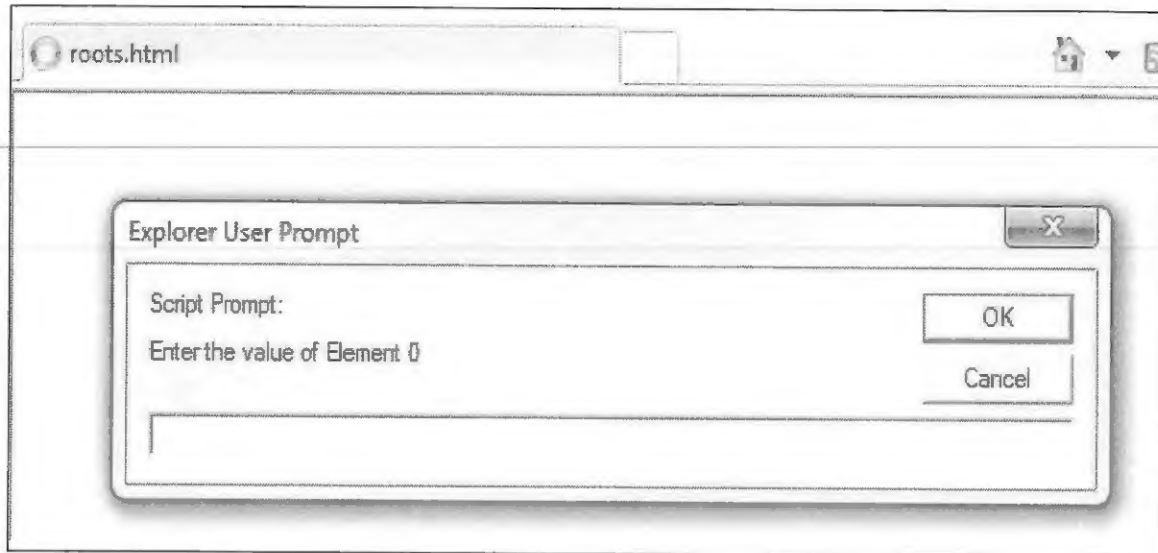 roots.html
Explorer User Prompt
X
Script Prompt:
Enter the value of Element 0
OK
Cancel